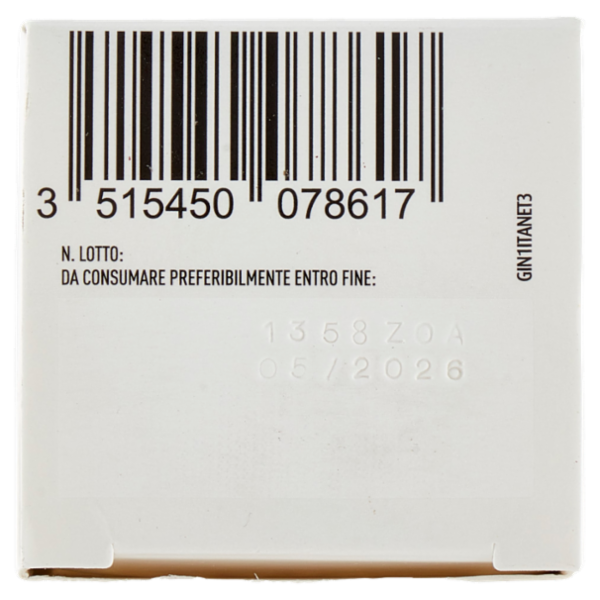 3 515450 078617
N. LOTTO:
DA CONSUMARE PREFERIBILMENTE ENTRO FINE:
1358Z0A
05/2026
GIN1ITANET3